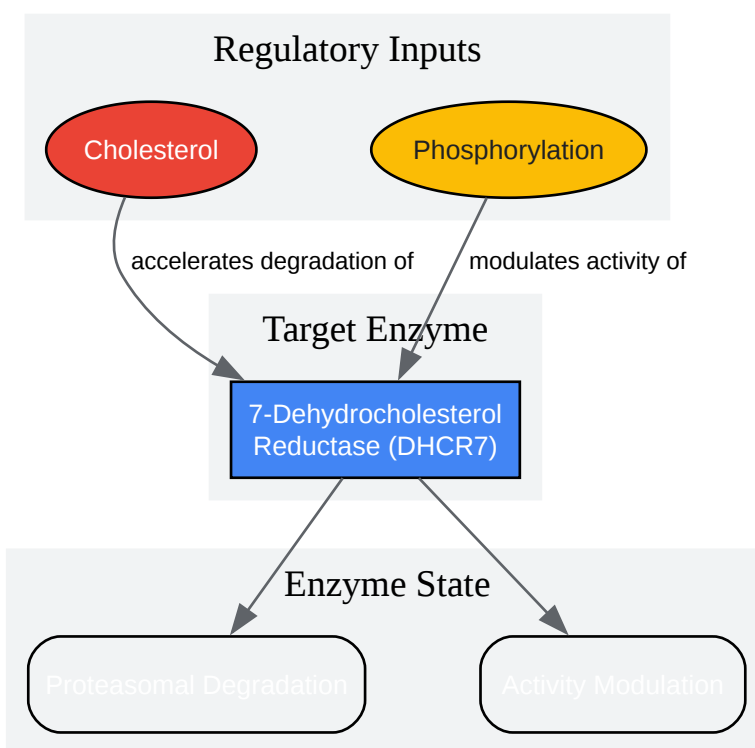 Regulatory Inputs
Cholesterol
Phosphorylation
accelerates degradation of
modulates activity of
Target Enzyme
7-Dehydrocholesterol
Reductase (DHCR7)
Enzyme State
Proteasomal Degradation
Activity Modulation